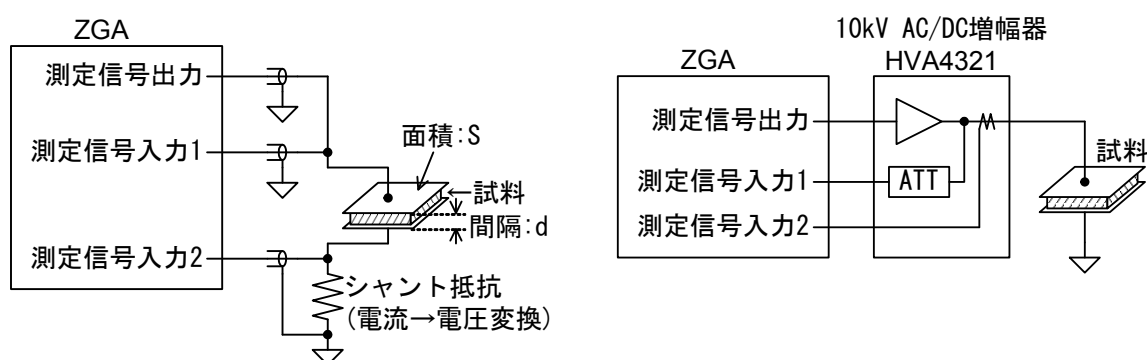 ZGA
測定信号出力
測定信号入力1
測定信号入力2
面積:S
試料
間隔:d
シャント抵抗
(電流→電圧変換)
10kV AC/DC増幅器
HVA4321
ZGA
測定信号出力
測定信号入力1
測定信号入力2
ATT
試料